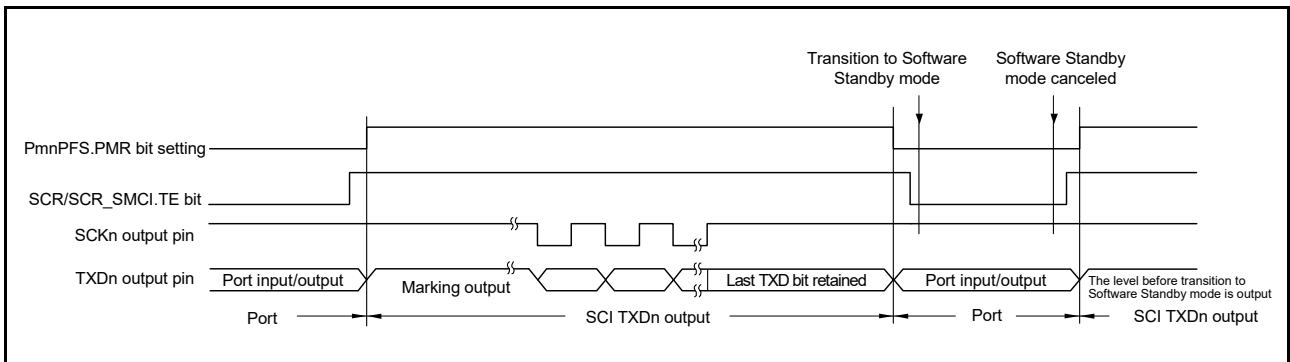 Transition to Software
Standby mode
Software Standby
mode canceled
PmnPFS.PMR bit setting
SCR/SCR_SMCI.TE bit
SCKn output pin
TXDn output pin
Port input/output
Marking output
Last TXD bit retained
Port input/output
The level before transition to
Software Standby mode is output
Port
SCI TXDn output
Port
SCI TXDn output